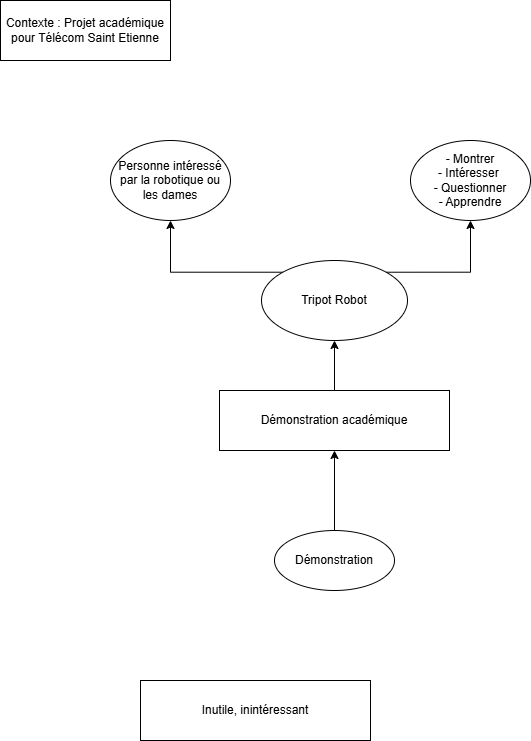 Contexte : Projet académique
pour Télécom Saint Etienne
Personne intéressé
par la robotique ou
les dames
- Montrer
- Intéresser
- Questionner
- Apprendre
Tripot Robot
Démonstration académique
Démonstration
Inutile, inintéressant